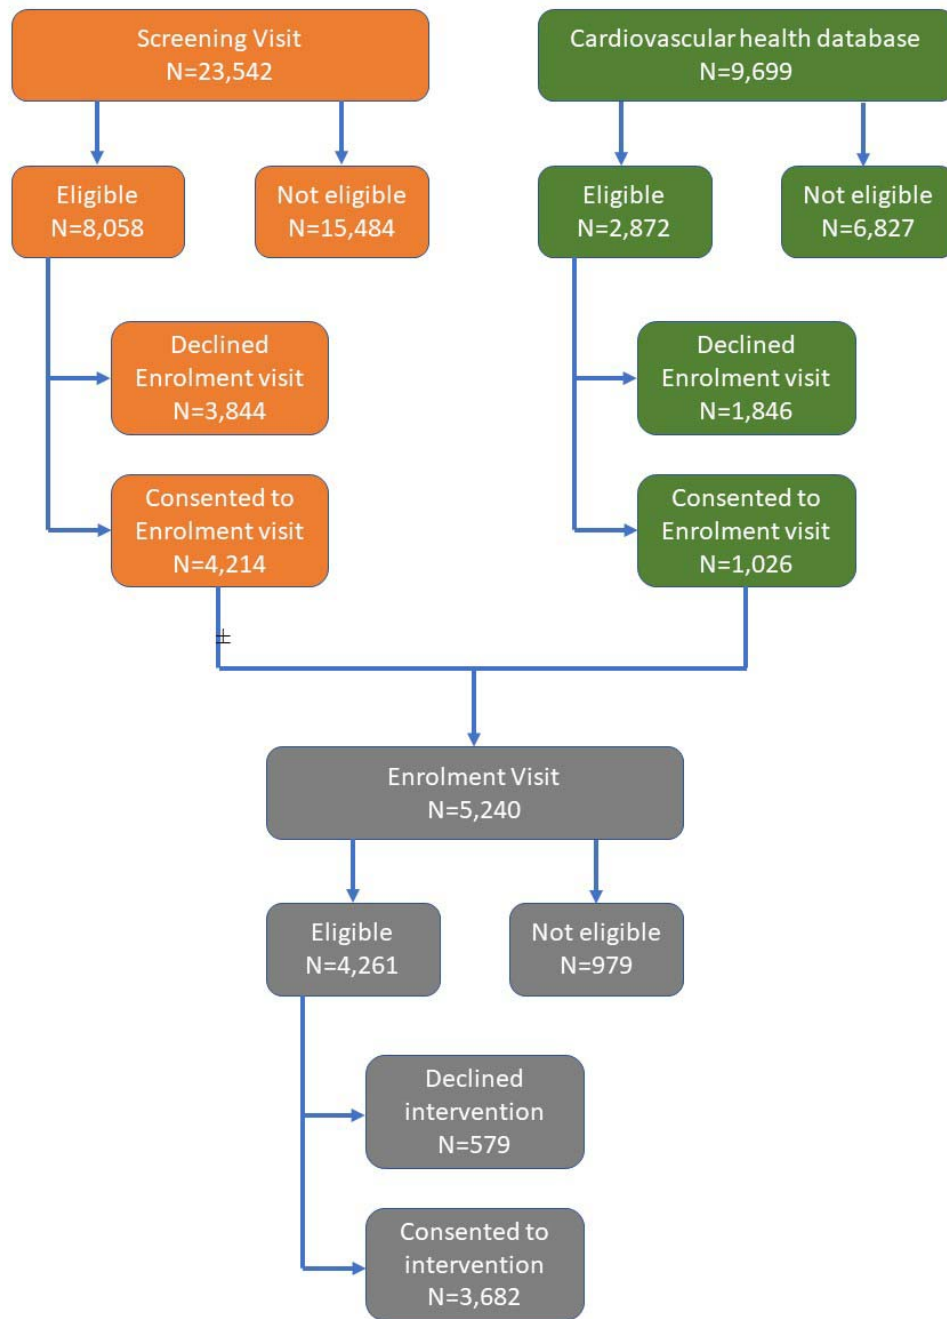 Screening Visit
N=23,542
Cardiovascular health database
N=9,699
Eligible
N=8,058
Not eligible
N=15,484
Eligible
N=2,872
Not eligible
N=6,827
Declined
Enrolment visit
N=3,844
Declined
Enrolment visit
N=1,846
Consented to
Enrolment visit
N=4,214
Consented to
Enrolment visit
N=1,026
±
Enrolment Visit
N=5,240
Eligible
N=4,261
Not eligible
N=979
Declined
intervention
N=579
Consented to
intervention
N=3,682